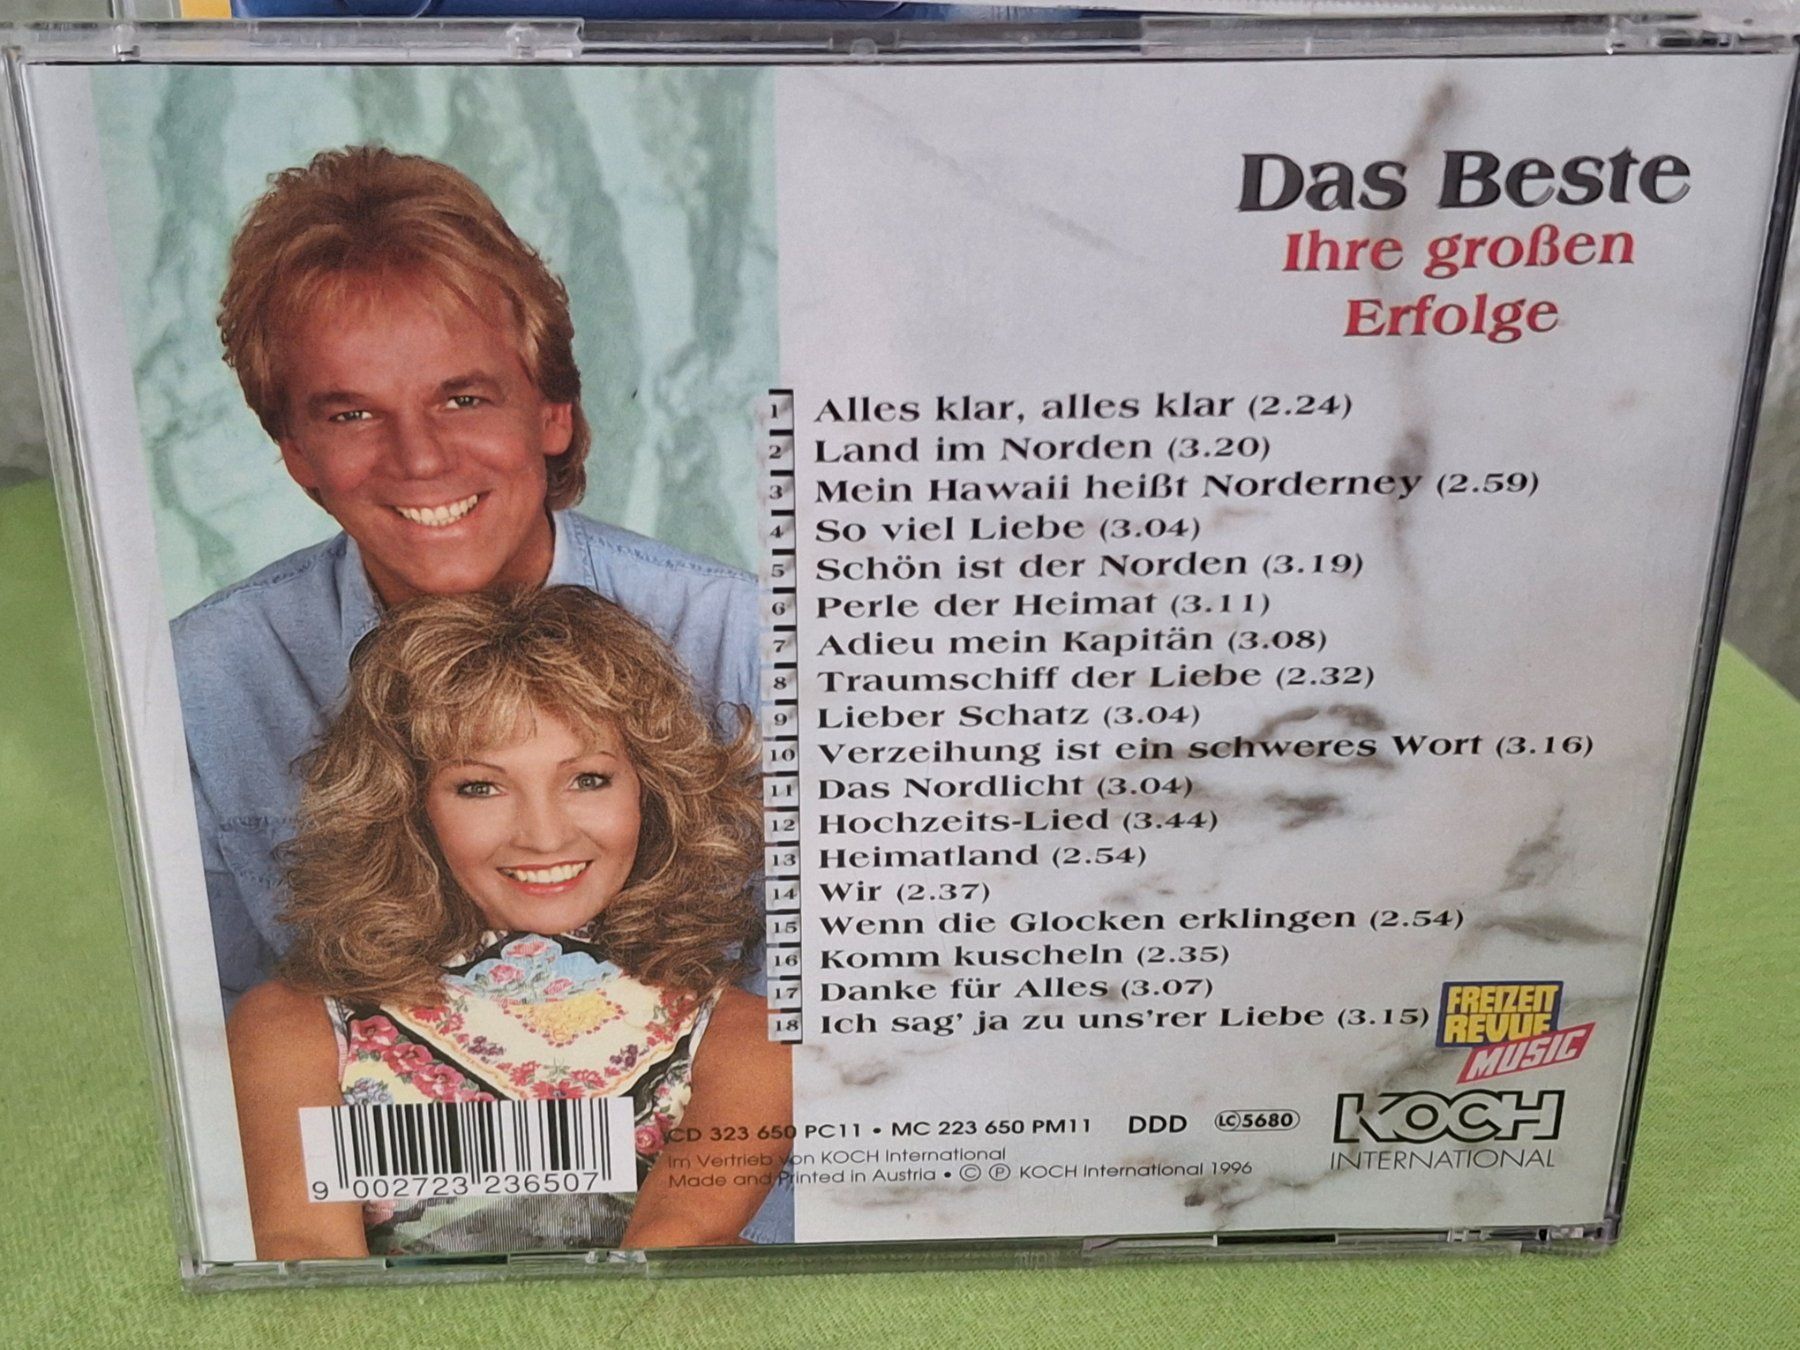 Das Beste
Ihre großen
Erfolge
1 Alles klar, alles klar (2.24)
2 Land im Norden (3.20)
3 Mein Hawaii heißt Norderney (2.59)
4 So viel Liebe (3.04)
5 Schön ist der Norden (3.19)
6 Perle der Heimat (3.11)
7 Adieu mein Kapitän (3.08)
8 Traumschiff der Liebe (2.32)
9 Lieber Schatz (3.04)
10 Verzeihung ist ein schweres Wort (3.16)
11 Das Nordlicht (3.04)
12 Hochzeits-Lied (3.44)
13 Heimatland (2.54)
14 Wir (2.37)
15 Wenn die Glocken erklingen (2.54)
16 Komm kuscheln (2.35)
17 Danke für Alles (3.07)
18 Ich sag' ja zu uns'rer Liebe (3.15)
FREIZEIT
REVUE
MUSIC
CD 323 650 PC11 • MC 223 650 PM11 DDD LC 5680
Im Vertrieb von KOCH International
Made and Printed in Austria • © ℗ KOCH International 1996
KOCH
INTERNATIONAL
9 002723 236507